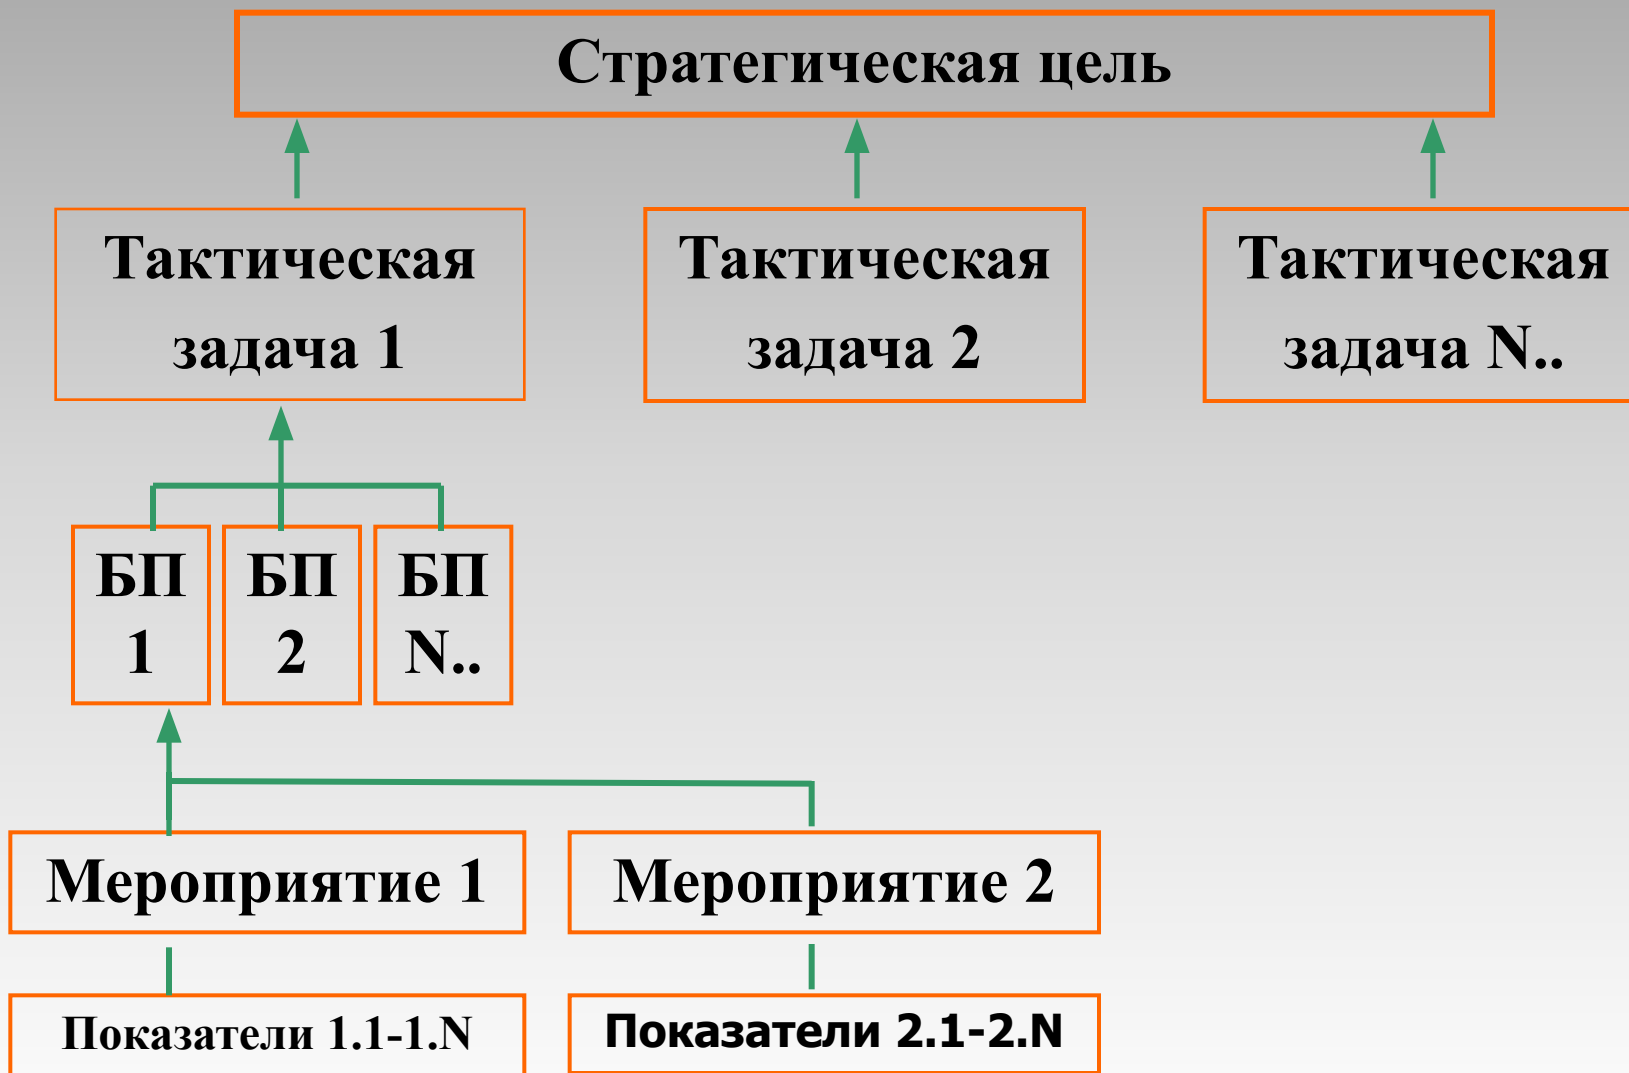 Стратегическая цель
Тактическая
задача 1
Тактическая
задача 2
Тактическая
задача N..
БП
1
БП
2
БП
N..
Мероприятие 1
Мероприятие 2
Показатели 1.1-1.N
Показатели 2.1-2.N